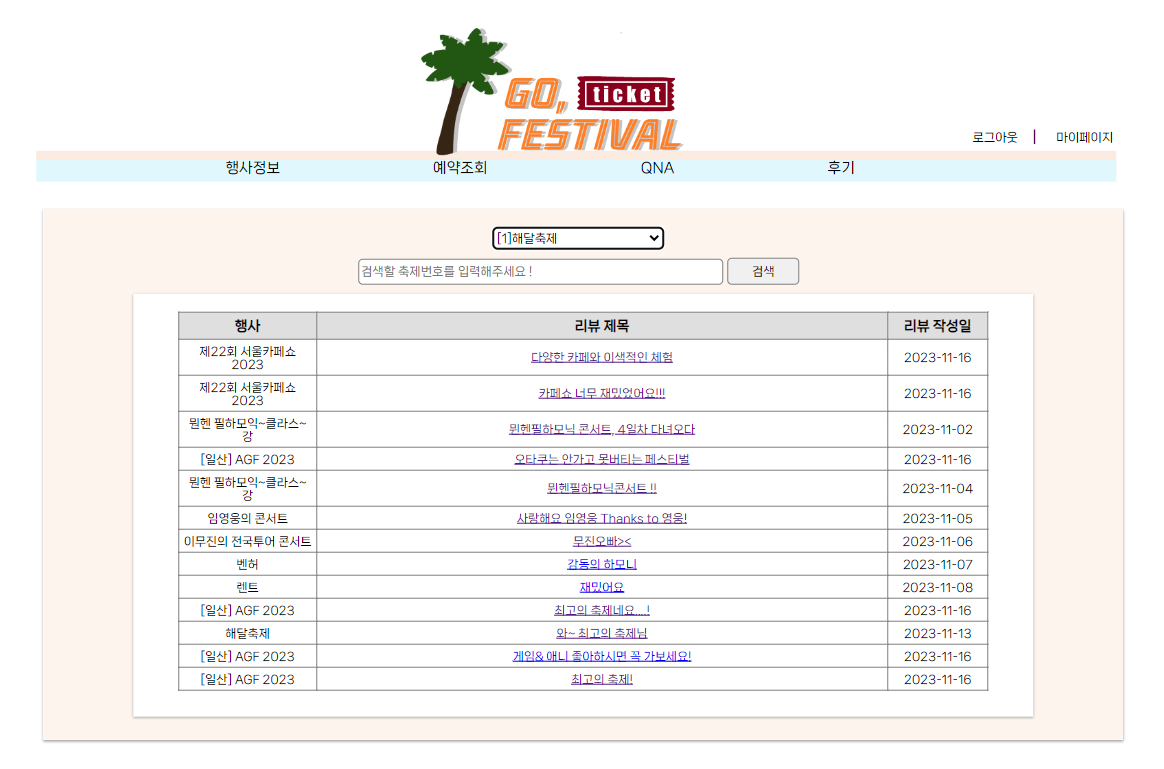 GO, ticket
FESTIVAL
로그아웃 | 마이페이지
행사정보 예약조회 QNA 후기
[1]해달축제
검색할 축제번호를 입력해주세요 ! 검색
행사 리뷰 제목 리뷰 작성일
제22회 서울카페쇼
2023 다양한 카페와 이색적인 체험 2023-11-16
제22회 서울카페쇼
2023 카페쇼 너무 재밌었어요!!! 2023-11-16
뮌헨 필하모익~클라스~
강 뮌헨필하모닉 콘서트, 4일차 다녀오다 2023-11-02
[일산] AGF 2023 오타쿠는 안가고 못버티는 페스티벌 2023-11-16
뮌헨 필하모익~클라스~
강 뮌헨필하모닉콘서트 !! 2023-11-04
임영웅의 콘서트 사랑해요 임영웅 Thanks to 영웅! 2023-11-05
이무진의 전국투어 콘서트 무진오빠>< 2023-11-06
벤허 감동의 하모니 2023-11-07
렌트 재밌어요 2023-11-08
[일산] AGF 2023 최고의 축제네요....! 2023-11-16
해달축제 와~ 최고의 축제님 2023-11-13
[일산] AGF 2023 게임& 애니 좋아하시면 꼭 가보세요! 2023-11-16
[일산] AGF 2023 최고의 축제! 2023-11-16